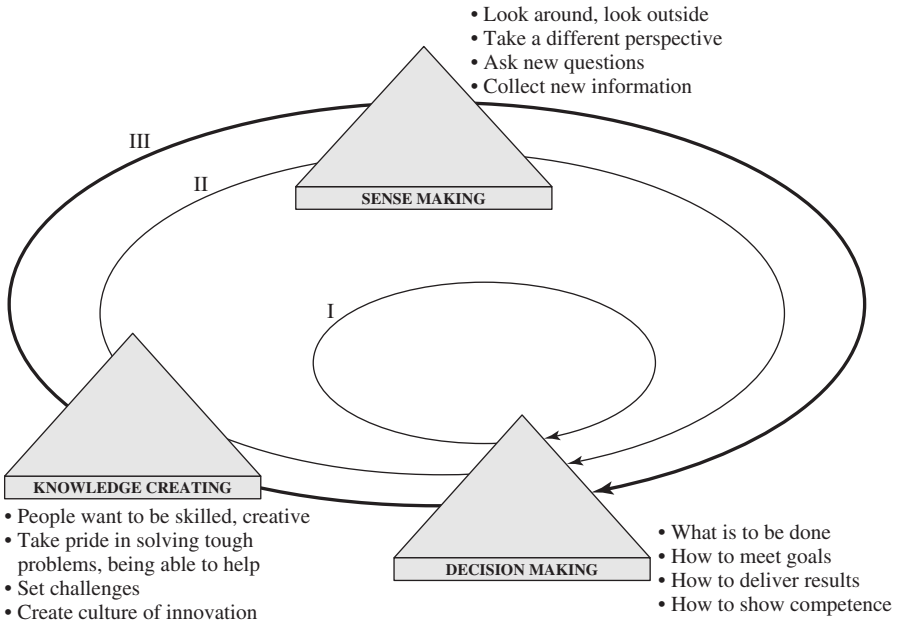 • Look around, look outside
• Take a different perspective
• Ask new questions
• Collect new information
III
II
SENSE MAKING
I
KNOWLEDGE CREATING
• People want to be skilled, creative
• Take pride in solving tough
problems, being able to help
• Set challenges
• Create culture of innovation
DECISION MAKING
• What is to be done
• How to meet goals
• How to deliver results
• How to show competence